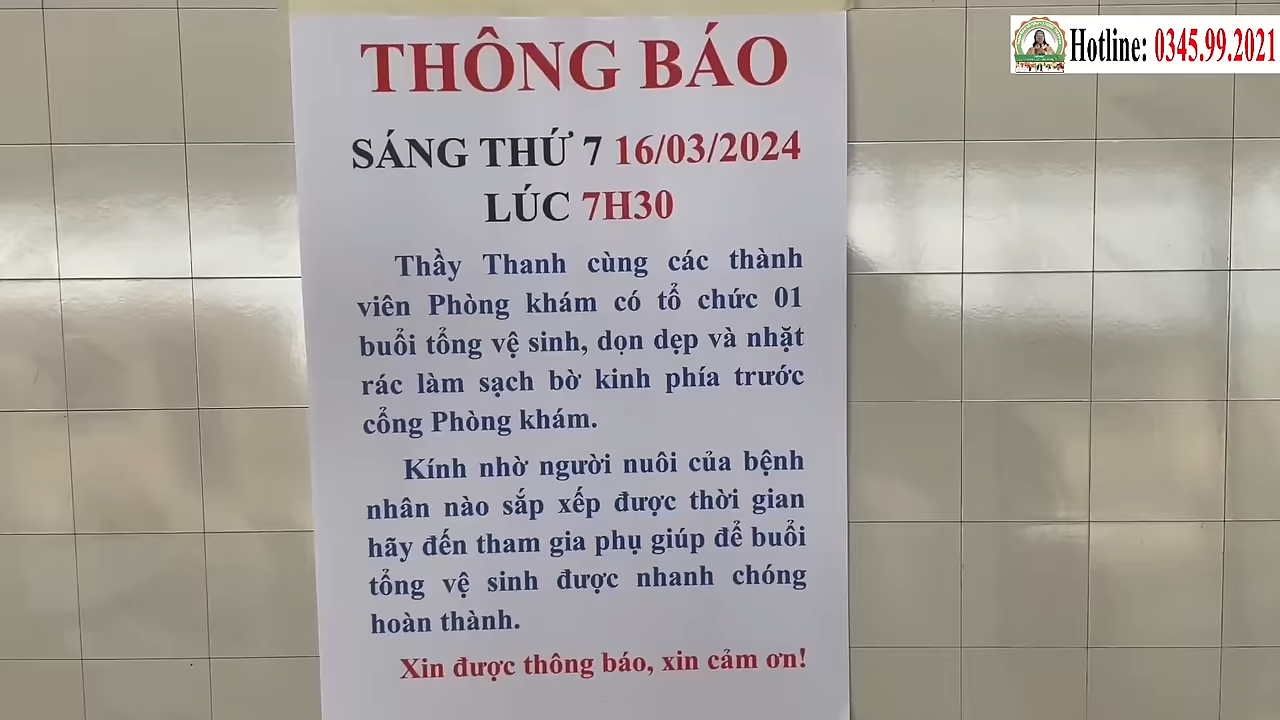 Hotline: 0345.99.2021
THÔNG BÁO
SÁNG THỨ 7 16/03/2024
LÚC 7H30
Thầy Thanh cùng các thành
viên Phòng khám có tổ chức 01
buổi tổng vệ sinh, dọn dẹp và nhặt
rác làm sạch bờ kinh phía trước
cổng Phòng khám.
Kính nhờ người nuôi của bệnh
nhân nào sắp xếp được thời gian
hãy đến tham gia phụ giúp để buổi
tổng vệ sinh được nhanh chóng
hoàn thành.
Xin được thông báo, xin cảm ơn!